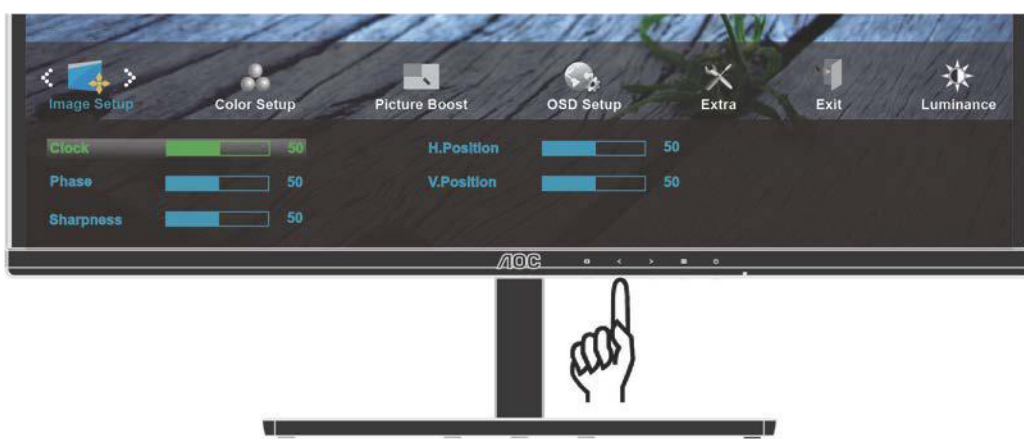 Image Setup Color Setup Picture Boost OSD Setup Extra Exit Luminance
Clock 50 H.Position 50
Phase 50 V.Position 50
Sharpness 50
AOC